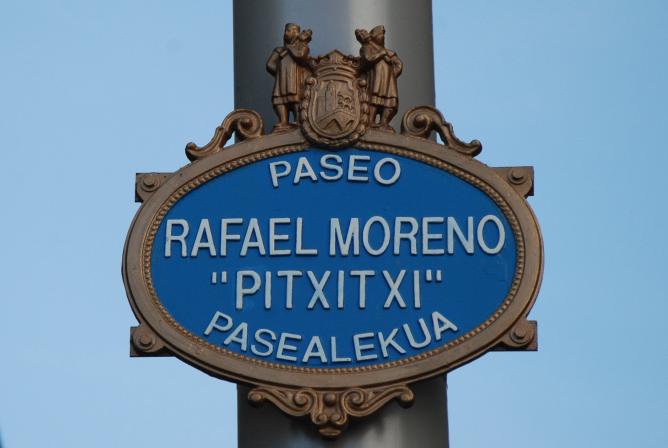 PASEO
RAFAEL MORENO
"PITXITXI"
PASEALEKUA